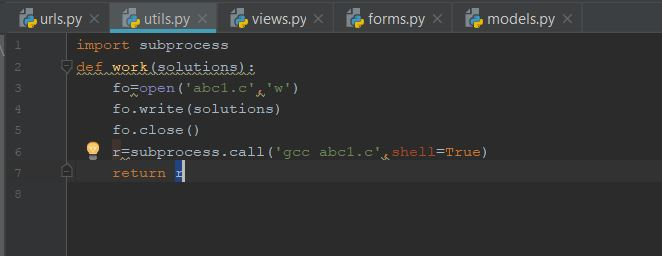 urls.py × utils.py × views.py × forms.py × models.py ×
1 import subprocess
2 def work(solutions):
3 fo=open('abc1.c','w')
4 fo.write(solutions)
5 fo.close()
6 r=subprocess.call('gcc abc1.c',shell=True)
7 return r
8